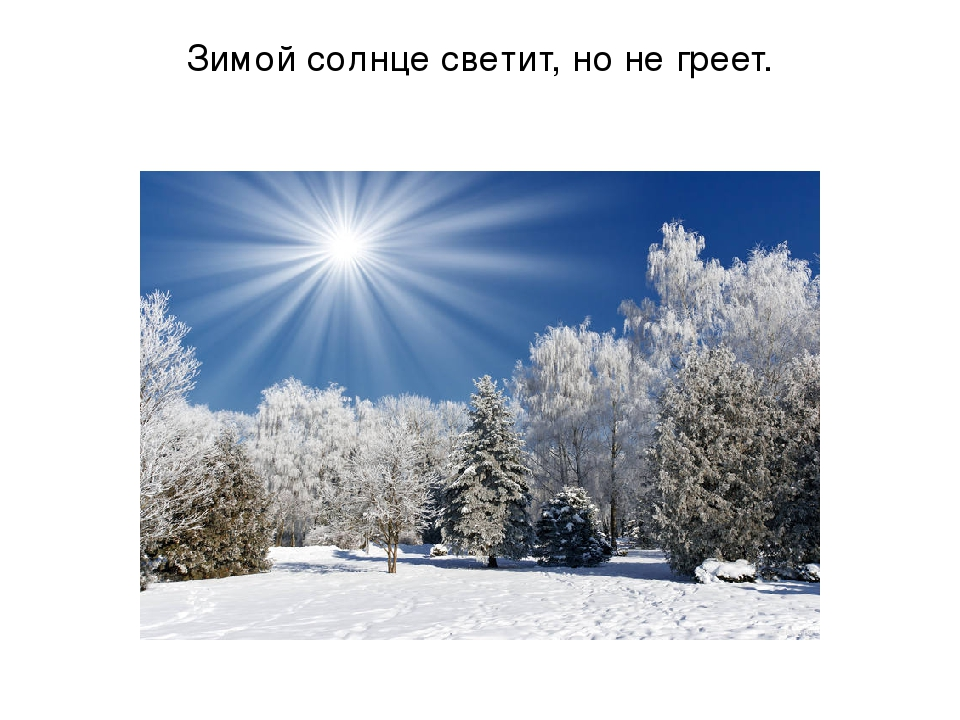 Зимой солнце светит, но не греет.